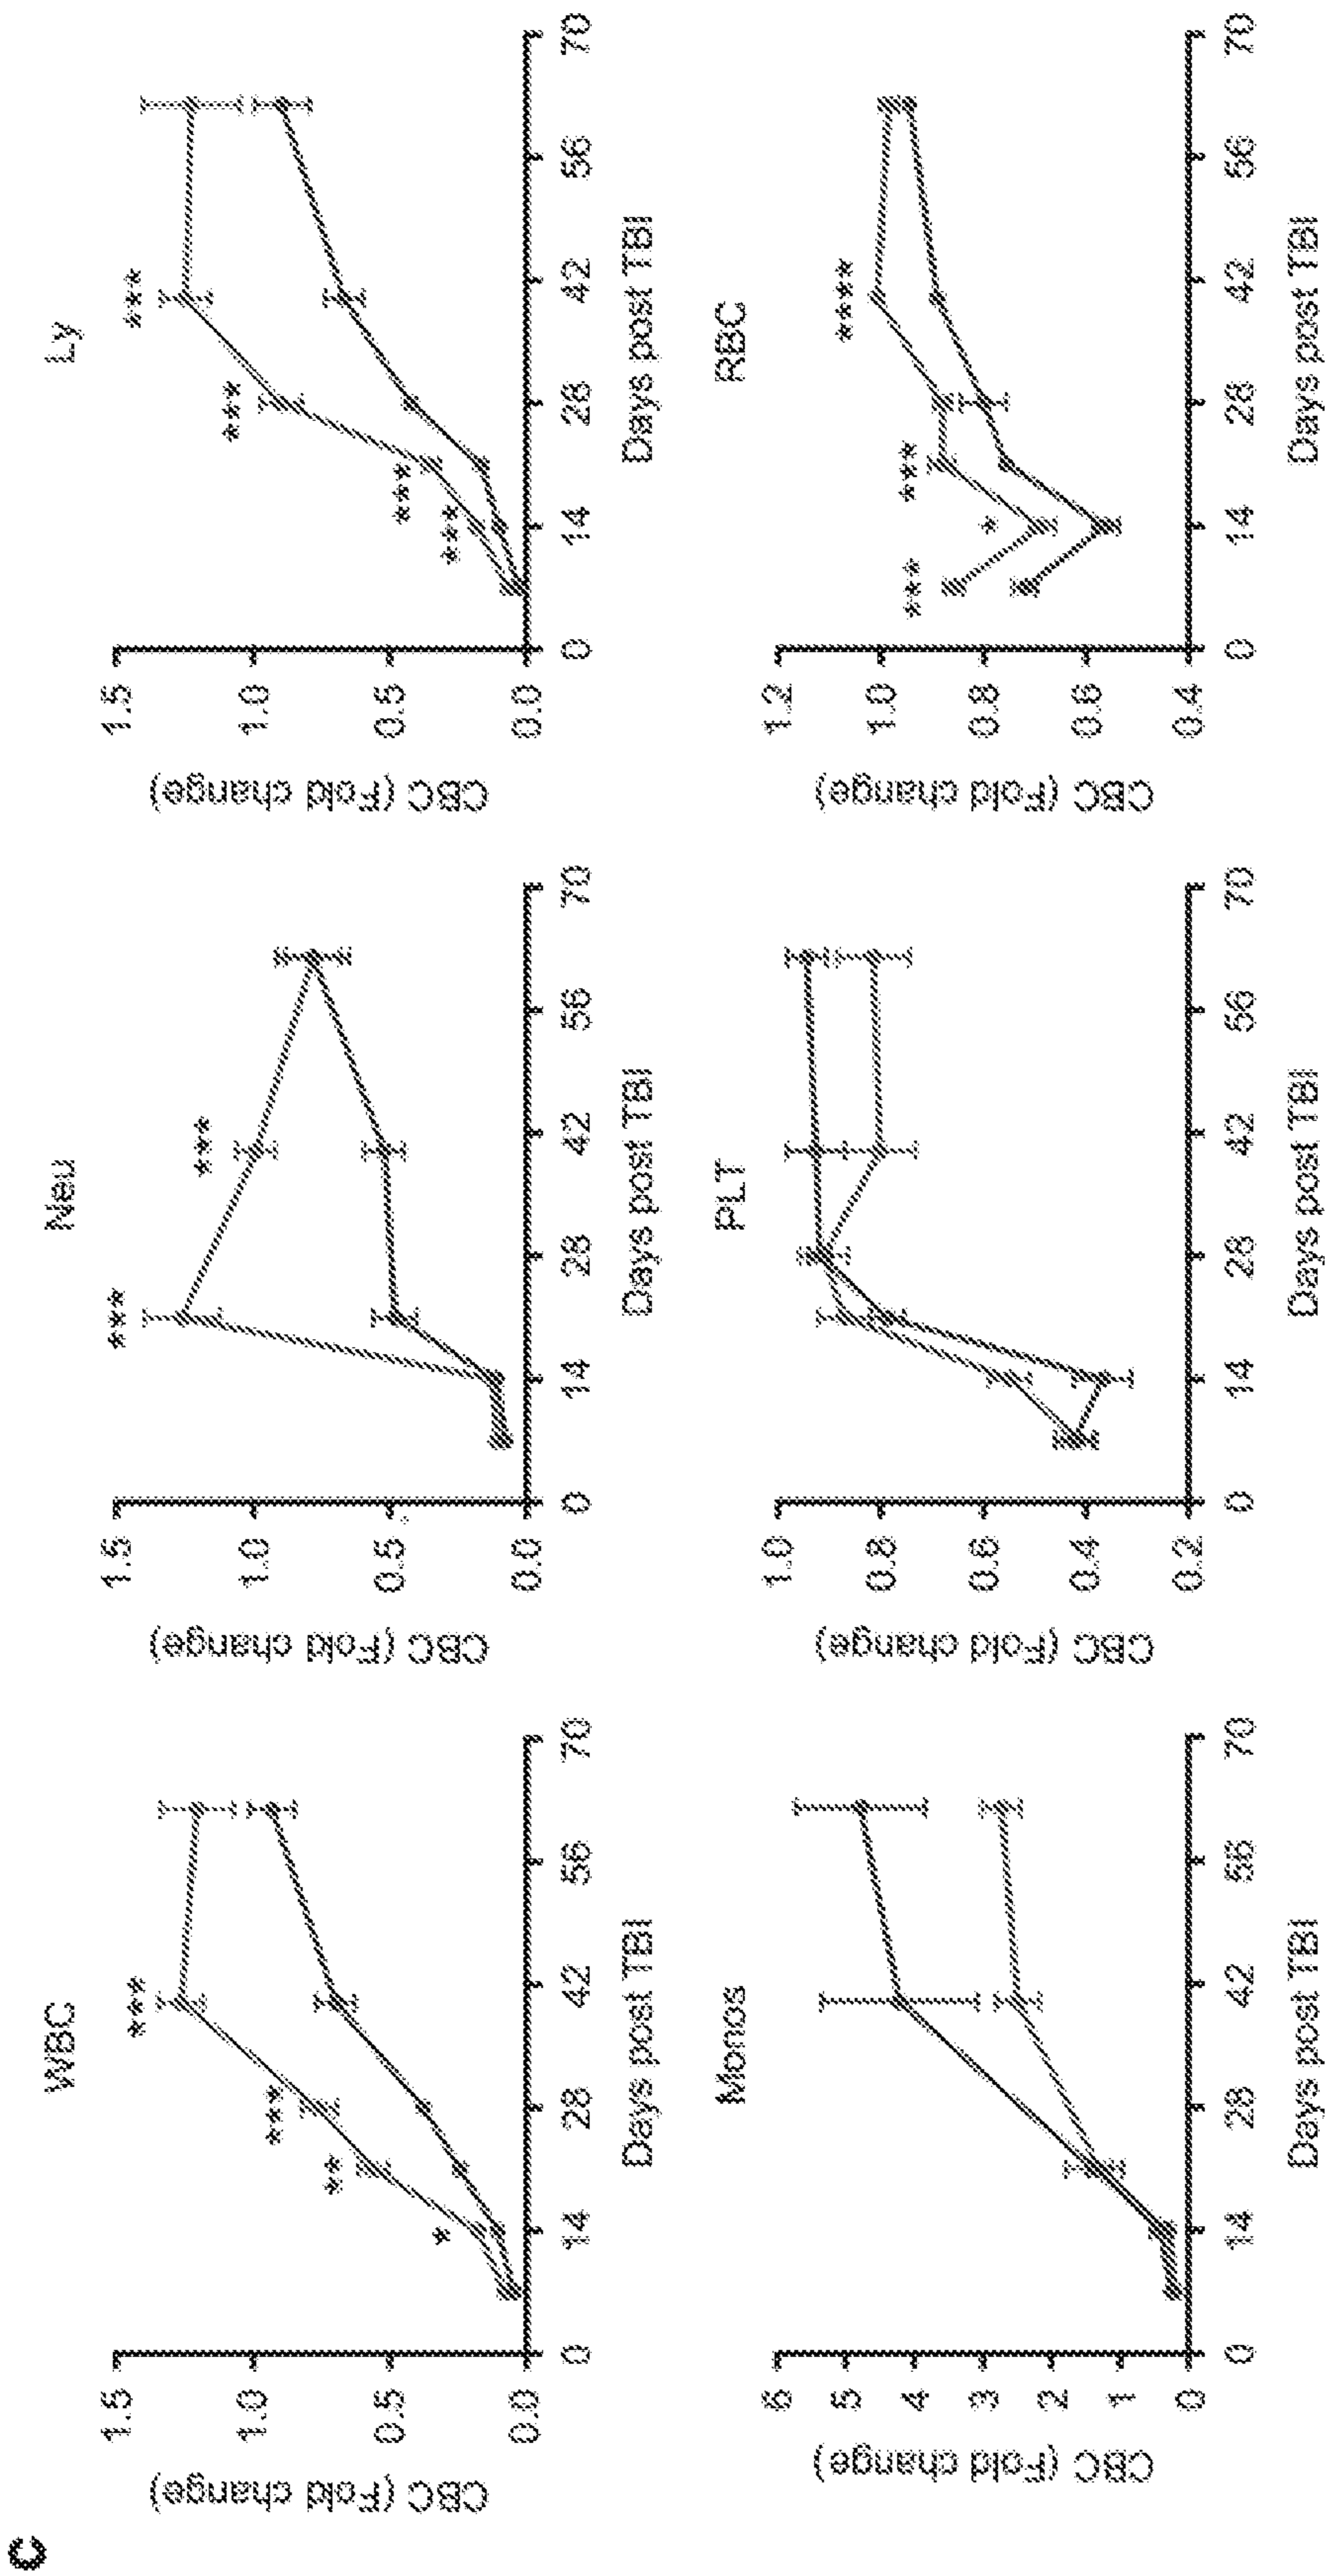 C
WBC
***
***
**
*
CBC (Fold change)
1.5
1.0
0.5
0.0
0 14 28 42 56 70
Days post TBI
Neu
***
***
CBC (Fold change)
1.5
1.0
0.5
0.0
0 14 28 42 56 70
Days post TBI
Ly
***
***
***
***
CBC (Fold change)
1.5
1.0
0.5
0.0
0 14 28 42 56 70
Days post TBI
Monos
CBC (Fold change)
6
5
4
3
2
1
0
0 14 28 42 56 70
Days post TBI
PLT
CBC (Fold change)
1.0
0.8
0.6
0.4
0.2
0 14 28 42 56 70
Days post TBI
RBC
****
***
*
***
CBC (Fold change)
1.2
1.0
0.8
0.6
0.4
0 14 28 42 56 70
Days post TBI